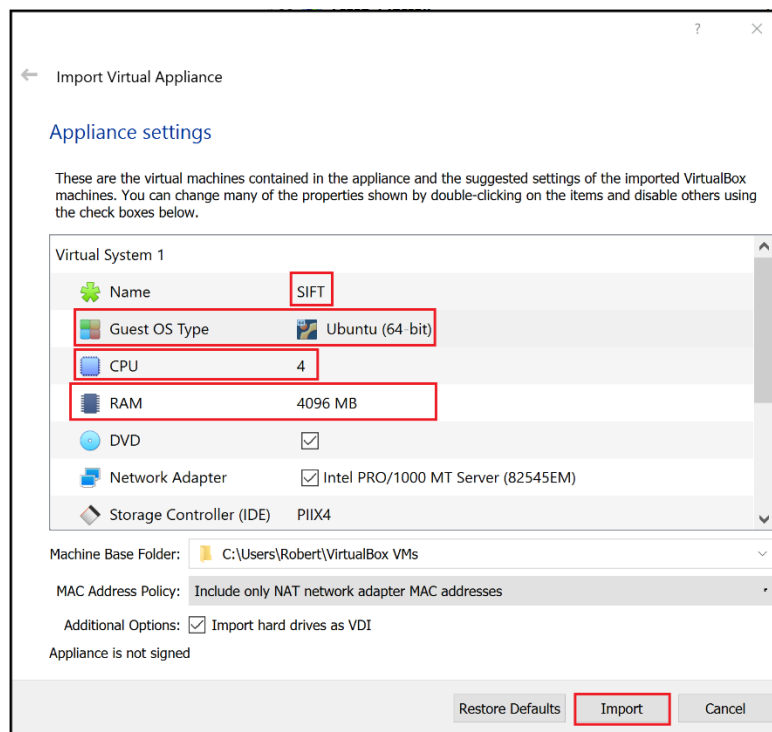 ?
Import Virtual Appliance
Appliance settings
These are the virtual machines contained in the appliance and the suggested settings of the imported VirtualBox
machines. You can change many of the properties shown by double-clicking on the items and disable others using
the check boxes below.
Virtual System 1
Name SIFT
Guest OS Type Ubuntu (64-bit)
CPU 4
RAM 4096 MB
DVD
Network Adapter Intel PRO/1000 MT Server (82545EM)
Storage Controller (IDE) PIIX4
Machine Base Folder: C:\Users\Robert\VirtualBox VMs
MAC Address Policy: Include only NAT network adapter MAC addresses
Additional Options: Import hard drives as VDI
Appliance is not signed
Restore Defaults Import Cancel